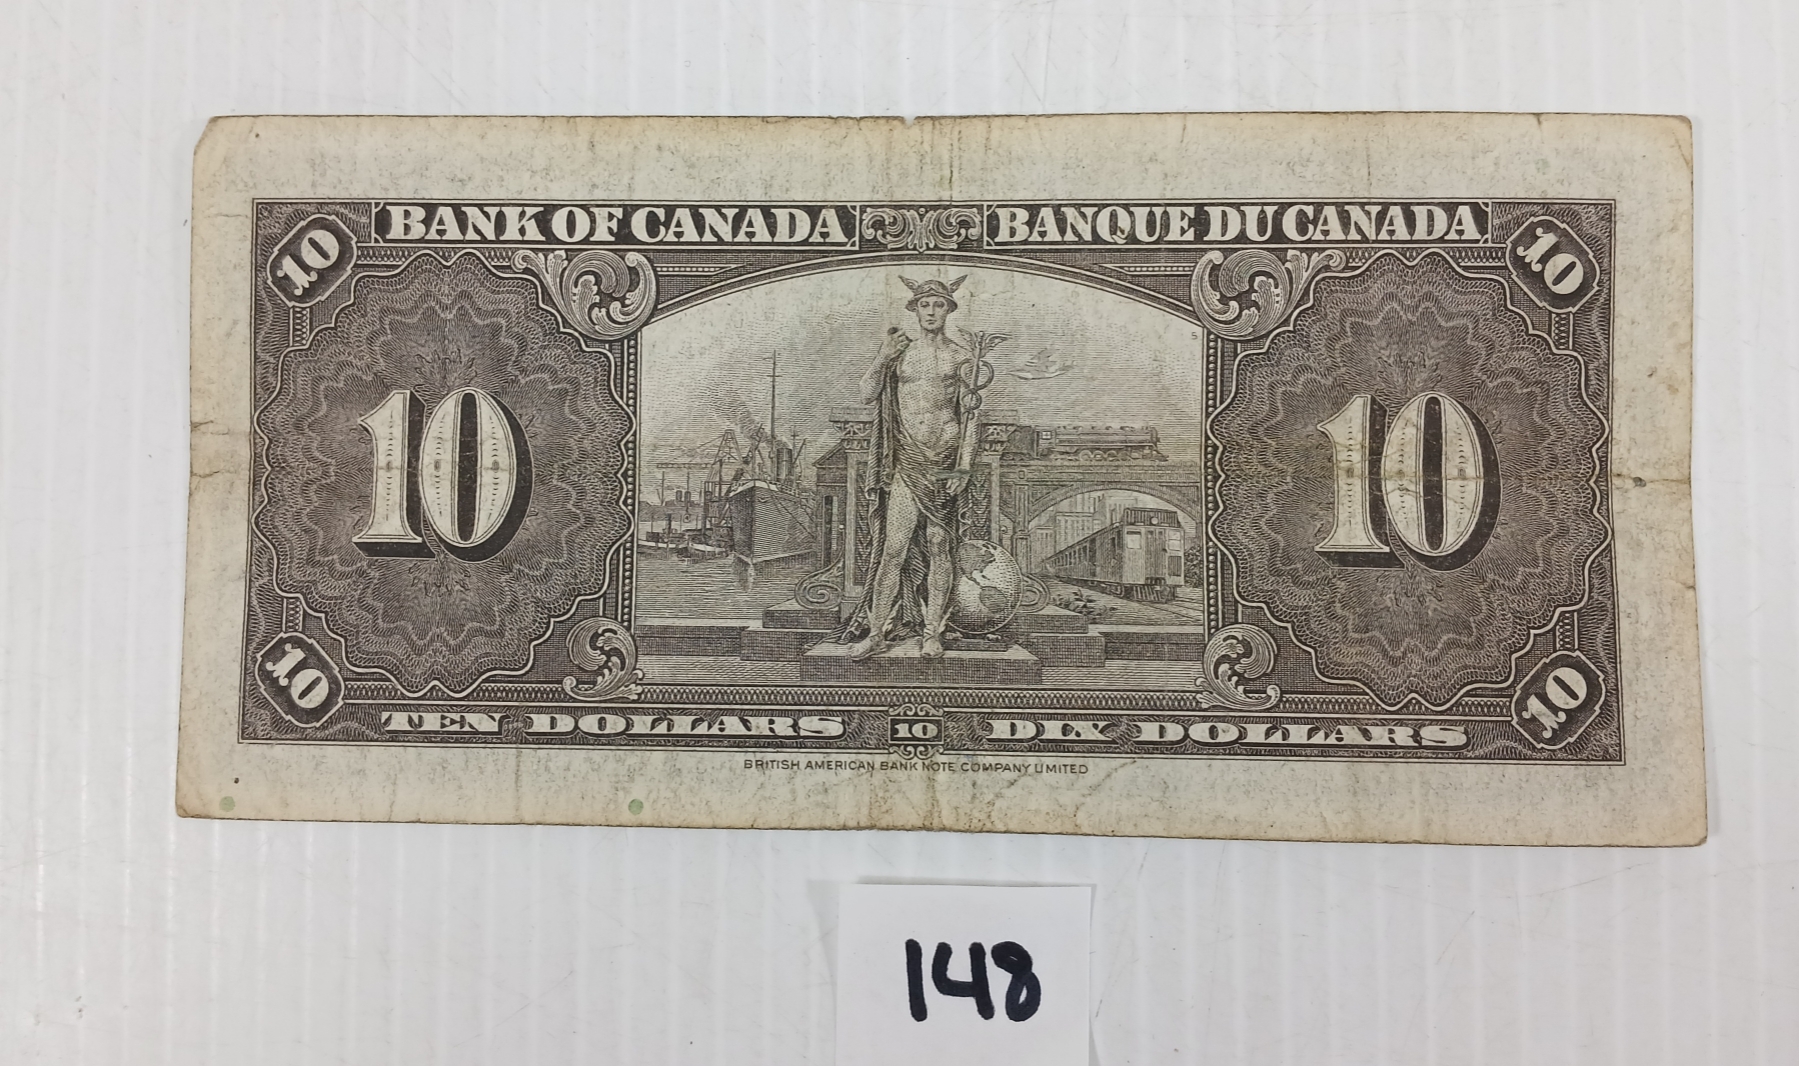 BANK OF CANADA BANQUE DU CANADA
10 10
S
10 10
10 10
TEN DOLLARS 10 DIX DOLLARS
BRITISH AMERICAN BANK NOTE COMPANY LIMITED
148